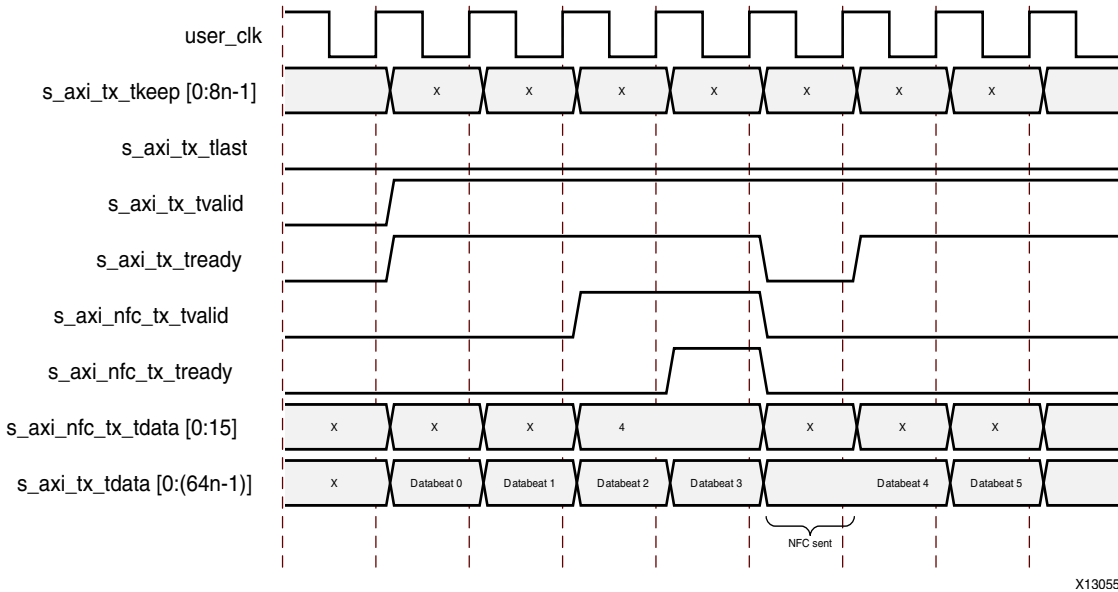 user_clk
s_axi_tx_tkeep [0:8n-1] X X X X X X X
s_axi_tx_tlast
s_axi_tx_tvalid
s_axi_tx_tready
s_axi_nfc_tx_tvalid
s_axi_nfc_tx_tready
s_axi_nfc_tx_tdata [0:15] X X X 4 X X X
s_axi_tx_tdata [0:(64n-1)] X Databeat 0 Databeat 1 Databeat 2 Databeat 3 Databeat 4 Databeat 5
NFC sent
X13055